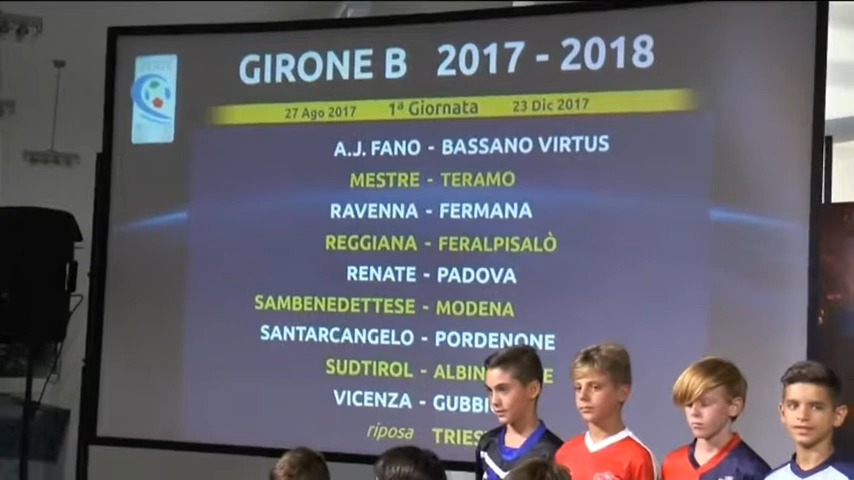 GIRONE B 2017 - 2018
27 Ago 2017 1ª Giornata 23 Dic 2017
A.J. FANO - BASSANO VIRTUS
MESTRE - TERAMO
RAVENNA - FERMANA
REGGIANA - FERALPISALÒ
RENATE - PADOVA
SAMBENEDETTESE - MODENA
SANTARCANGELO - PORDENONE
SUDTIROL -
VICENZA -
riposa